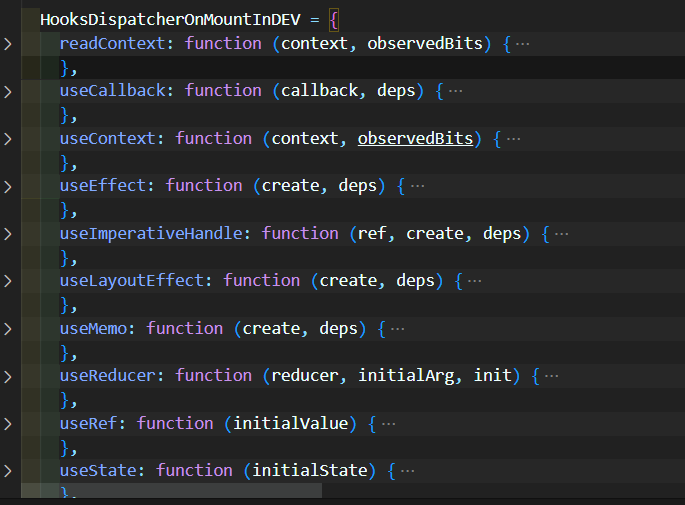 HooksDispatcherOnMountInDEV = {
readContext: function (context, observedBits) { ···
},
useCallback: function (callback, deps) { ···
},
useContext: function (context, observedBits) { ···
},
useEffect: function (create, deps) { ···
},
useImperativeHandle: function (ref, create, deps) { ···
},
useLayoutEffect: function (create, deps) { ···
},
useMemo: function (create, deps) { ···
},
useReducer: function (reducer, initialArg, init) { ···
},
useRef: function (initialValue) { ···
},
useState: function (initialState) { ···
},